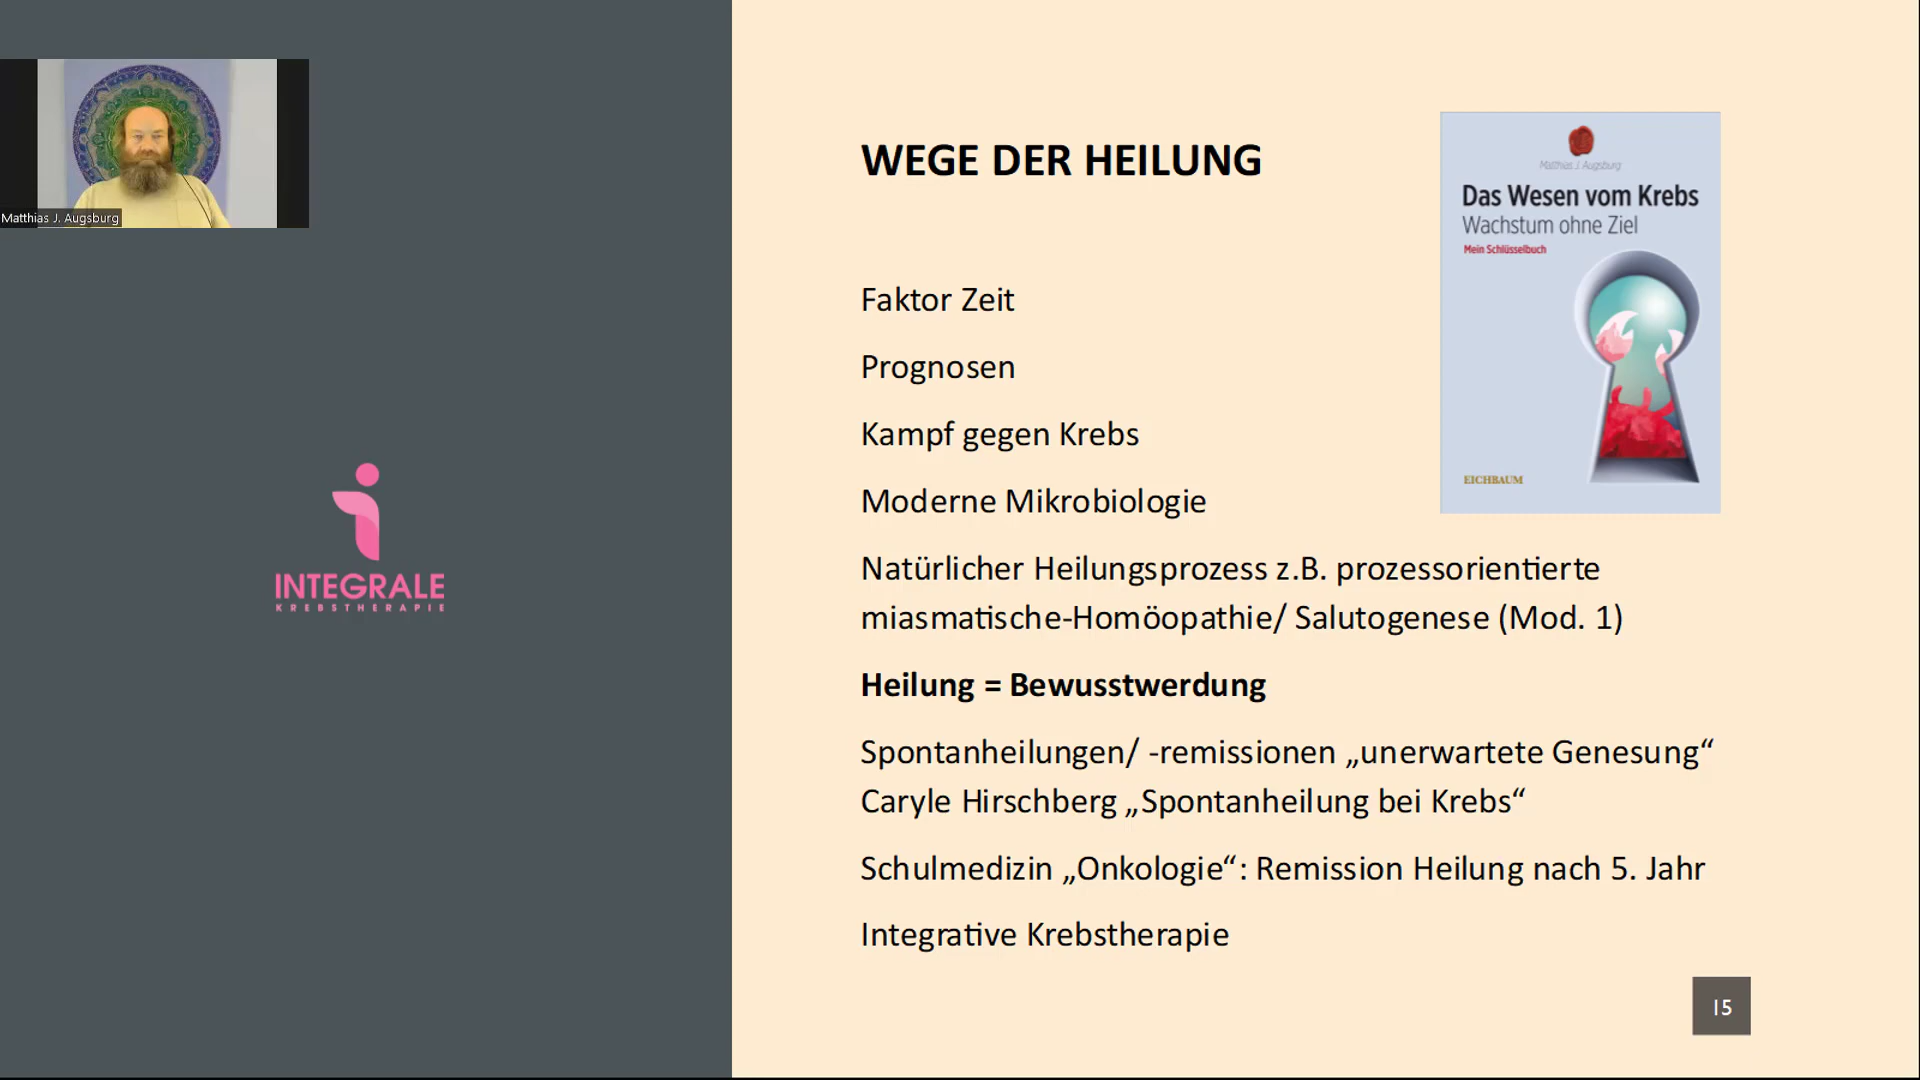 Matthias J. Augsburg
INTEGRALE
KREBSTHERAPIE
WEGE DER HEILUNG
Matthias J. Augsburg
Das Wesen vom Krebs
Wachstum ohne Ziel
Mein Schlüsselbuch
EICHBAUM
Faktor Zeit
Prognosen
Kampf gegen Krebs
Moderne Mikrobiologie
Natürlicher Heilungsprozess z.B. prozessorientierte
miasmatische-Homöopathie/ Salutogenese (Mod. 1)
Heilung = Bewusstwerdung
Spontanheilungen/ -remissionen „unerwartete Genesung“
Caryle Hirschberg „Spontanheilung bei Krebs“
Schulmedizin „Onkologie“: Remission Heilung nach 5. Jahr
Integrative Krebstherapie
15